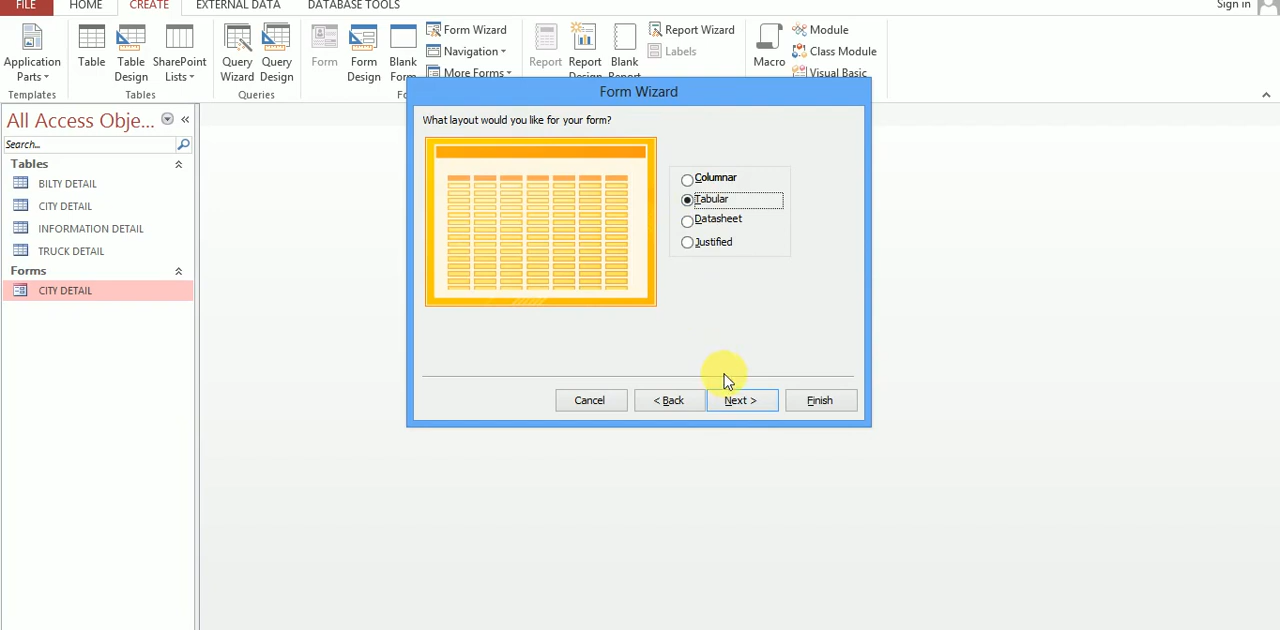 FILE HOME CREATE EXTERNAL DATA DATABASE TOOLS Sign in
Application Parts
Templates
Table
Table Design
SharePoint Lists
Tables
Query Wizard
Query Design
Queries
Form
Form Design
Blank Form
Form Wizard
Navigation
More Forms
Report
Report Design
Blank Report
Report Wizard
Labels
Macro
Module
Class Module
Visual Basic
All Access Obje...
Search...
Tables
BILTY DETAIL
CITY DETAIL
INFORMATION DETAIL
TRUCK DETAIL
Forms
CITY DETAIL
Form Wizard
What layout would you like for your form?
Columnar
Tabular
Datasheet
Justified
Cancel
< Back
Next >
Finish